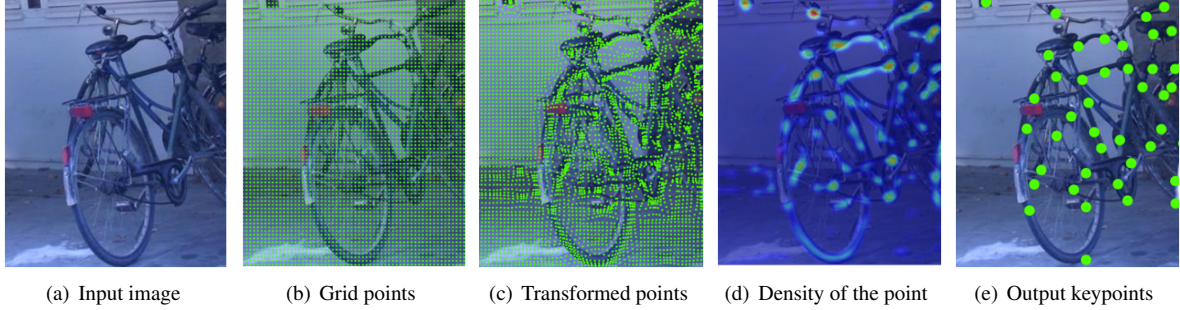 (a) Input image
(b) Grid points
(c) Transformed points
(d) Density of the point
(e) Output keypoints